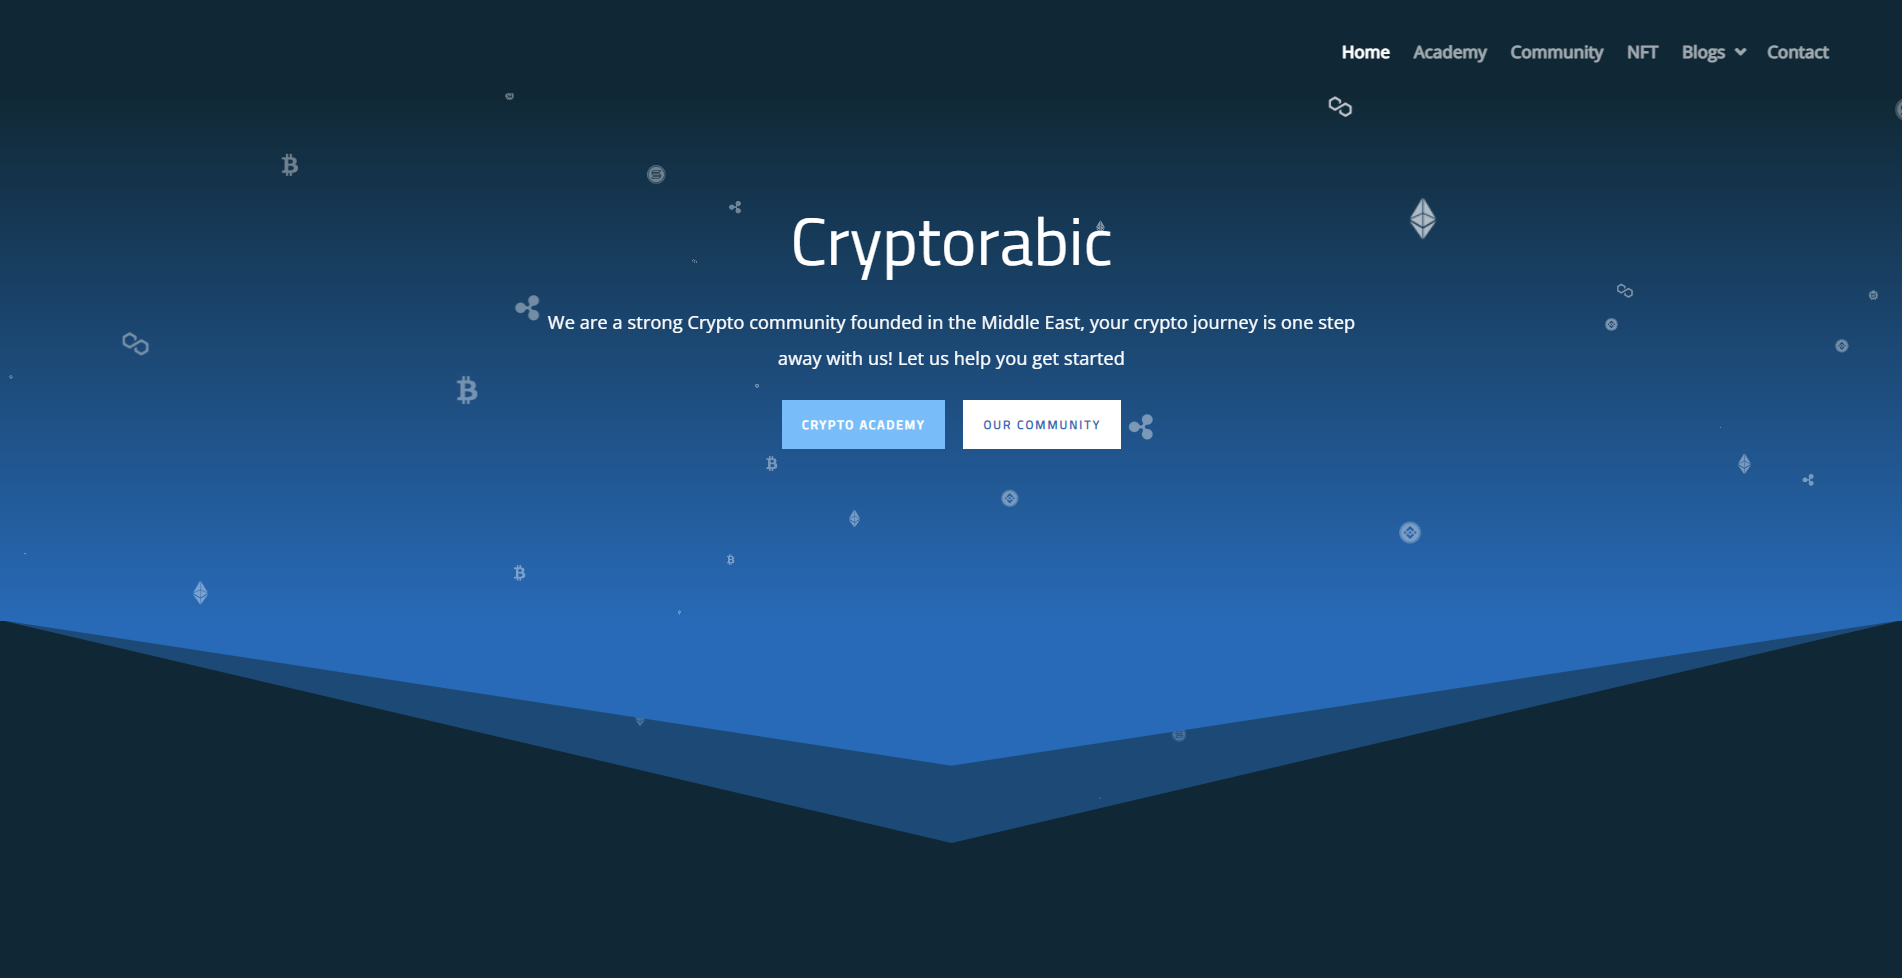 Home Academy Community NFT Blogs Contact
Cryptorabic
We are a strong Crypto community founded in the Middle East, your crypto journey is one step
away with us! Let us help you get started
CRYPTO ACADEMY OUR COMMUNITY